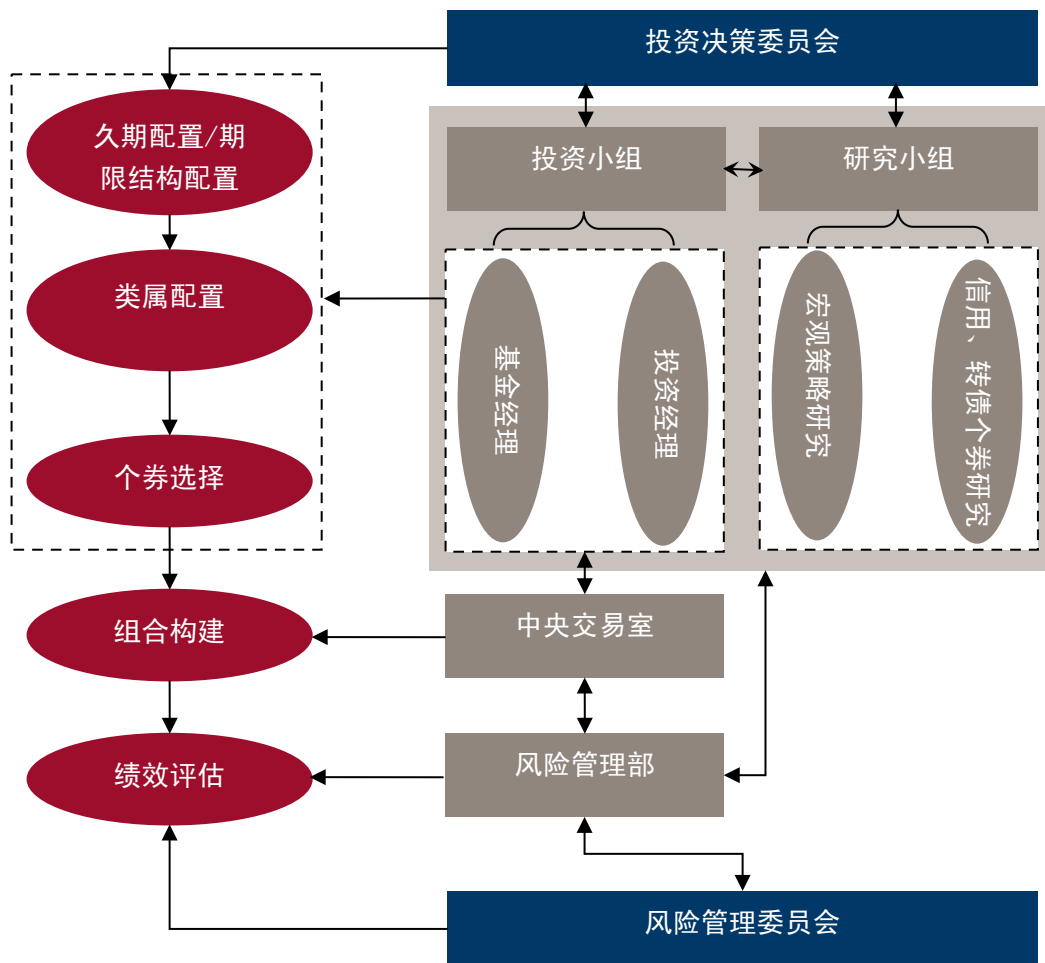 投资决策委员会
久期配置/期
限结构配置
投资小组
研究小组
类属配置
基金经理
投资经理
宏观策略研究
信用、转债个券研究
个券选择
组合构建
中央交易室
绩效评估
风险管理部
风险管理委员会